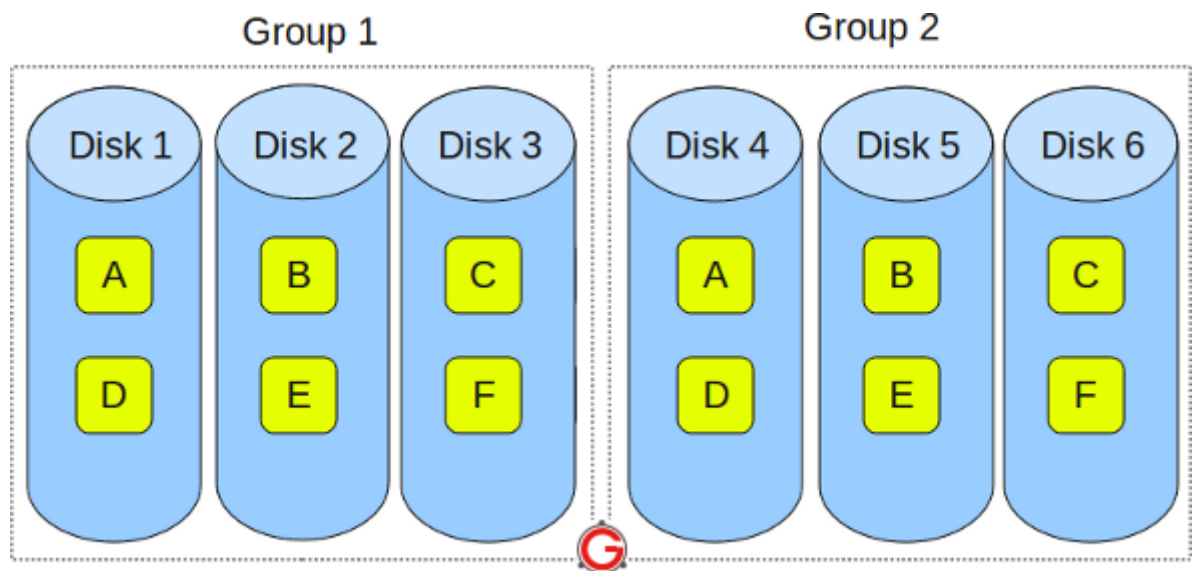 Group 1 Group 2
Disk 1 Disk 2 Disk 3 Disk 4 Disk 5 Disk 6
A B C A B C
D E F D E F
G